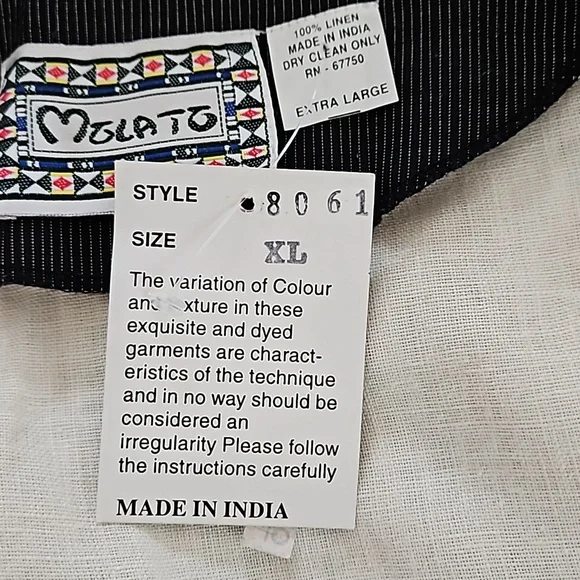 MOLATO
100% LINEN
MADE IN INDIA
DRY CLEAN ONLY
RN - 67750
EXTRA LARGE
STYLE 8061
SIZE XL
The variation of Colour
and xture in these
exquisite and dyed
garments are charact-
eristics of the technique
and in no way should be
considered an
irregularity Please follow
the instructions carefully
MADE IN INDIA